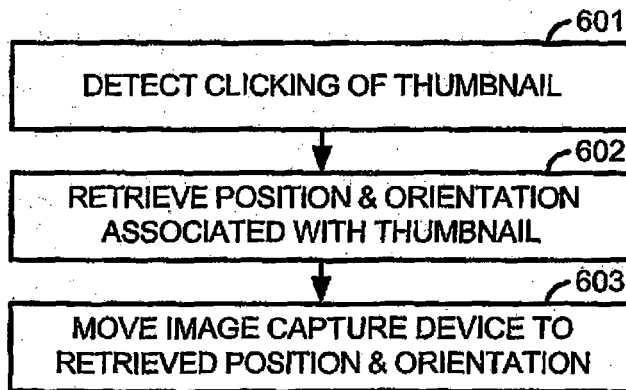 601
DETECT CLICKING OF THUMBNAIL
602
RETRIEVE POSITION & ORIENTATION
ASSOCIATED WITH THUMBNAIL
603
MOVE IMAGE CAPTURE DEVICE TO
RETRIEVED POSITION & ORIENTATION